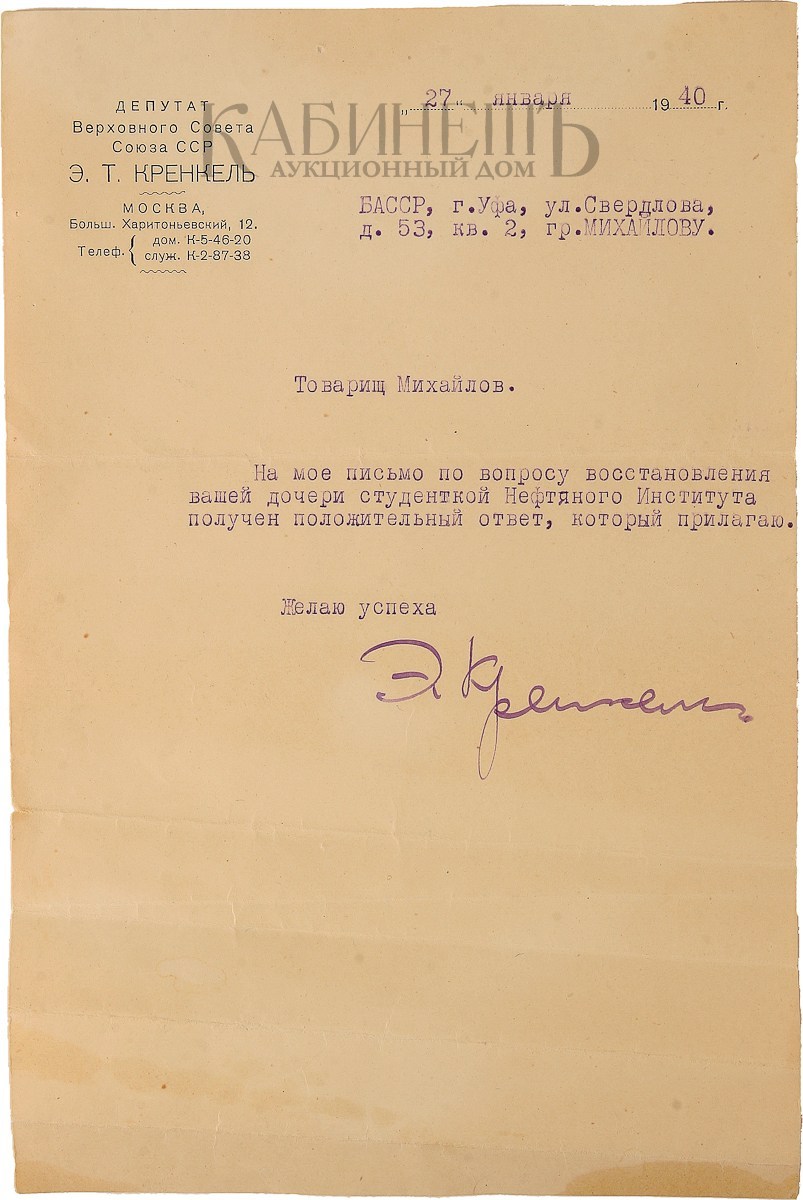 КАБИНЕТЪ
АУКЦИОННЫЙ ДОМ
ДЕПУТАТ
Верховного Совета
Союза ССР
Э. Т. КРЕНКЕЛЬ
МОСКВА,
Больш. Харитоньевский, 12.
Телеф. { дом. К-5-46-20
служ. К-2-87-38
„27“ января 1940 г.
БАССР, г.Уфа, ул.Свердлова,
д. 53, кв. 2, гр.МИХАЙЛОВУ.
Товарищ Михайлов.
На мое письмо по вопросу восстановления
вашей дочери студенткой Нефтяного Института
получен положительный ответ, который прилагаю.
Желаю успеха
Э. Кренкель